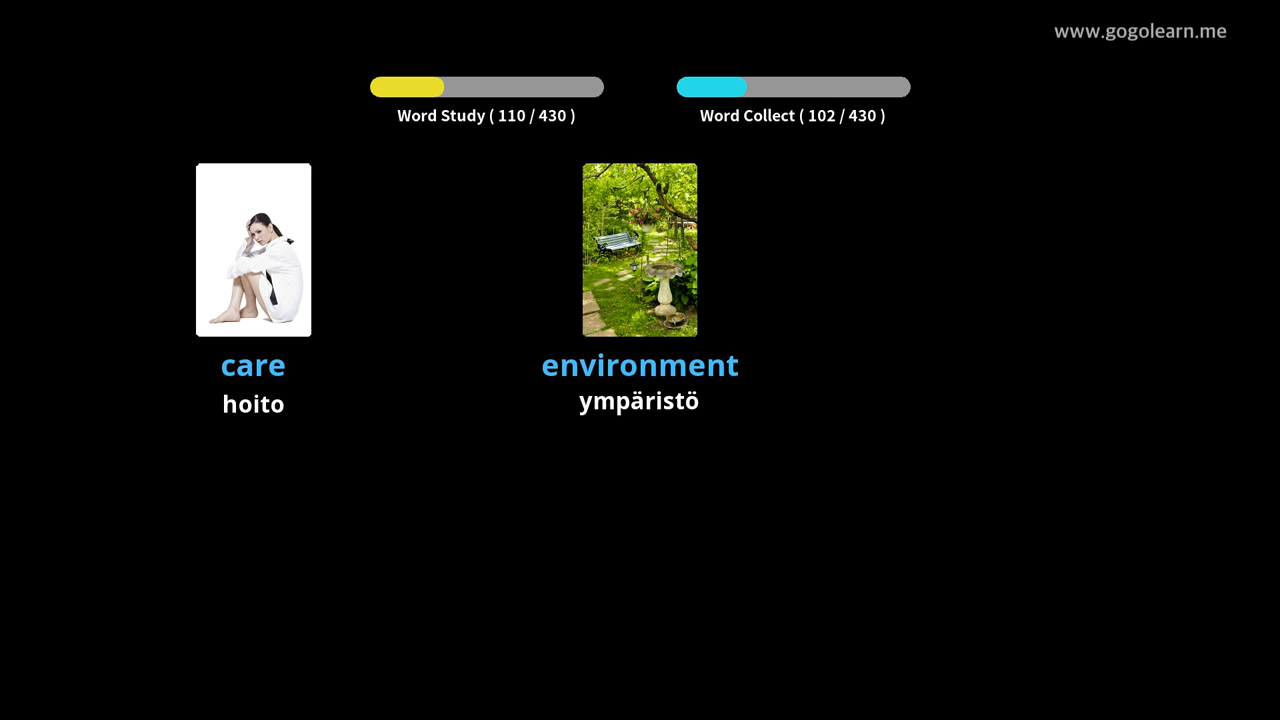 www.gogolearn.me
Word Study ( 110 / 430 )
Word Collect ( 102 / 430 )
care
hoito
environment
ympäristö